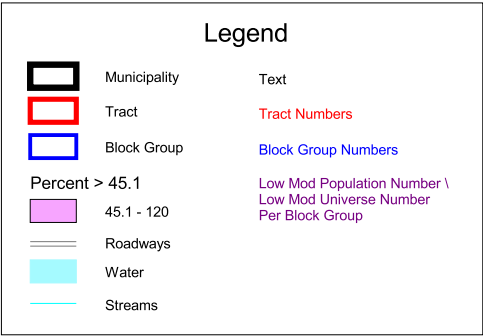 Legend
Municipality
Text
Tract
Tract Numbers
Block Group
Block Group Numbers
Percent > 45.1
45.1 - 120
Low Mod Population Number \
Low Mod Universe Number
Per Block Group
Roadways
Water
Streams